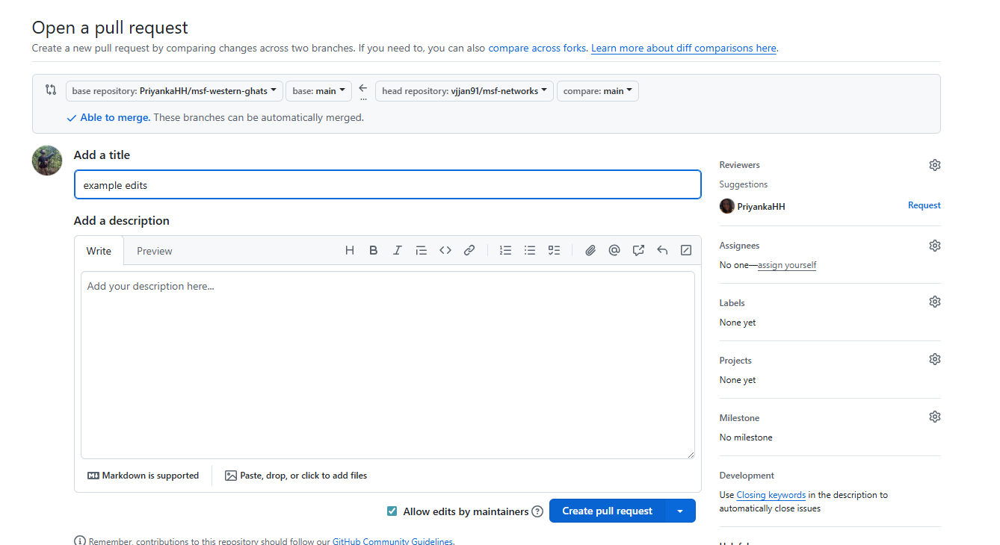 Open a pull request
Create a new pull request by comparing changes across two branches. If you need to, you can also compare across forks. Learn more about diff comparisons here.
base repository: PriyankaHH/msf-western-ghats base: main ... head repository: vjjan91/msf-networks compare: main
Able to merge. These branches can be automatically merged.
Add a title
example edits
Add a description
Write Preview
Add your description here...
Markdown is supported Paste, drop, or click to add files
Allow edits by maintainers Create pull request
Remember, contributions to this repository should follow our GitHub Community Guidelines.
Reviewers
Suggestions
PriyankaHH Request
Assignees
No one—assign yourself
Labels
None yet
Projects
None yet
Milestone
No milestone
Development
Use Closing keywords in the description to
automatically close issues